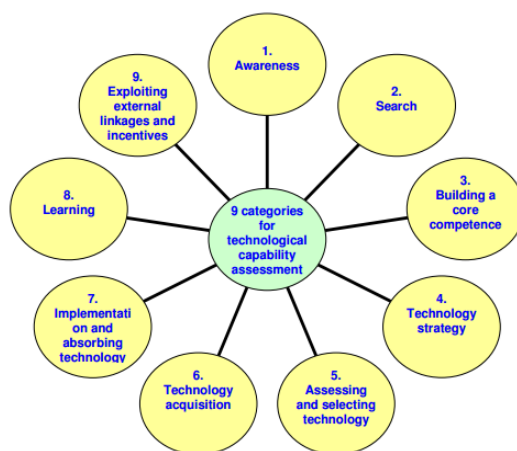 1.
Awareness
2.
Search
3.
Building a
core
competence
4.
Technology
strategy
5.
Assessing
and selecting
technology
6.
Technology
acquisition
7.
Implementati
on and
absorbing
technology
8.
Learning
9.
Exploiting
external
linkages and
incentives
9 categories
for
technological
capability
assessment